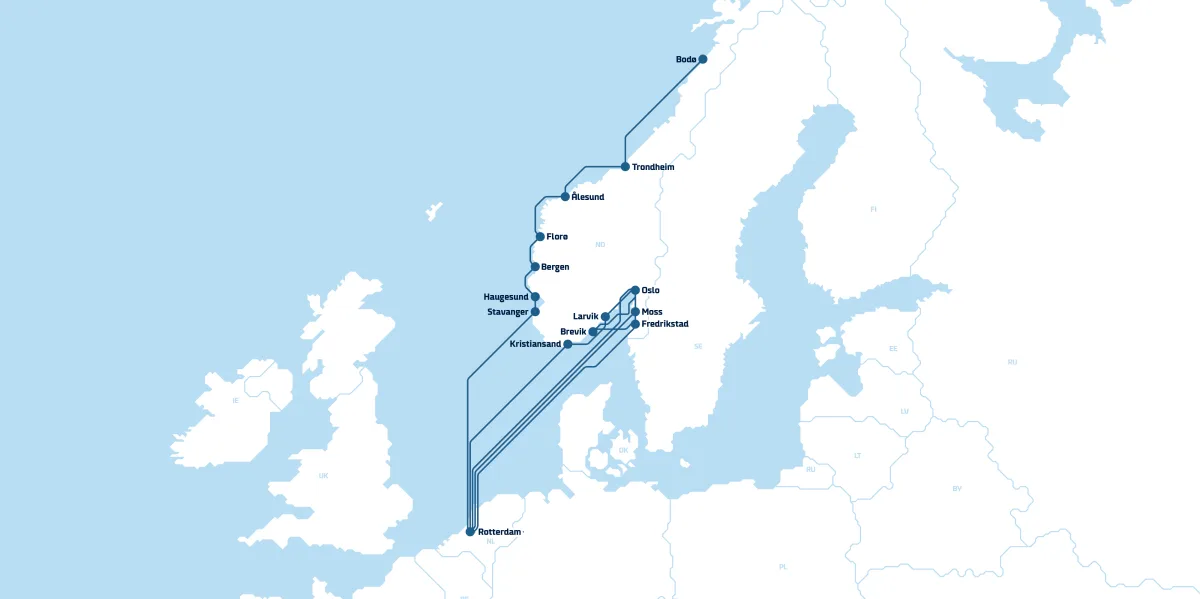 Bodø
Trondheim
Ålesund
FI
Florø
NO
Bergen
Oslo
Haugesund
Stavanger
Larvik
Moss
Fredrikstad
Brevik
Kristiansand
SE
EE
RU
IE
LV
DK
LT
RU
UK
BY
Rotterdam
NL
PL